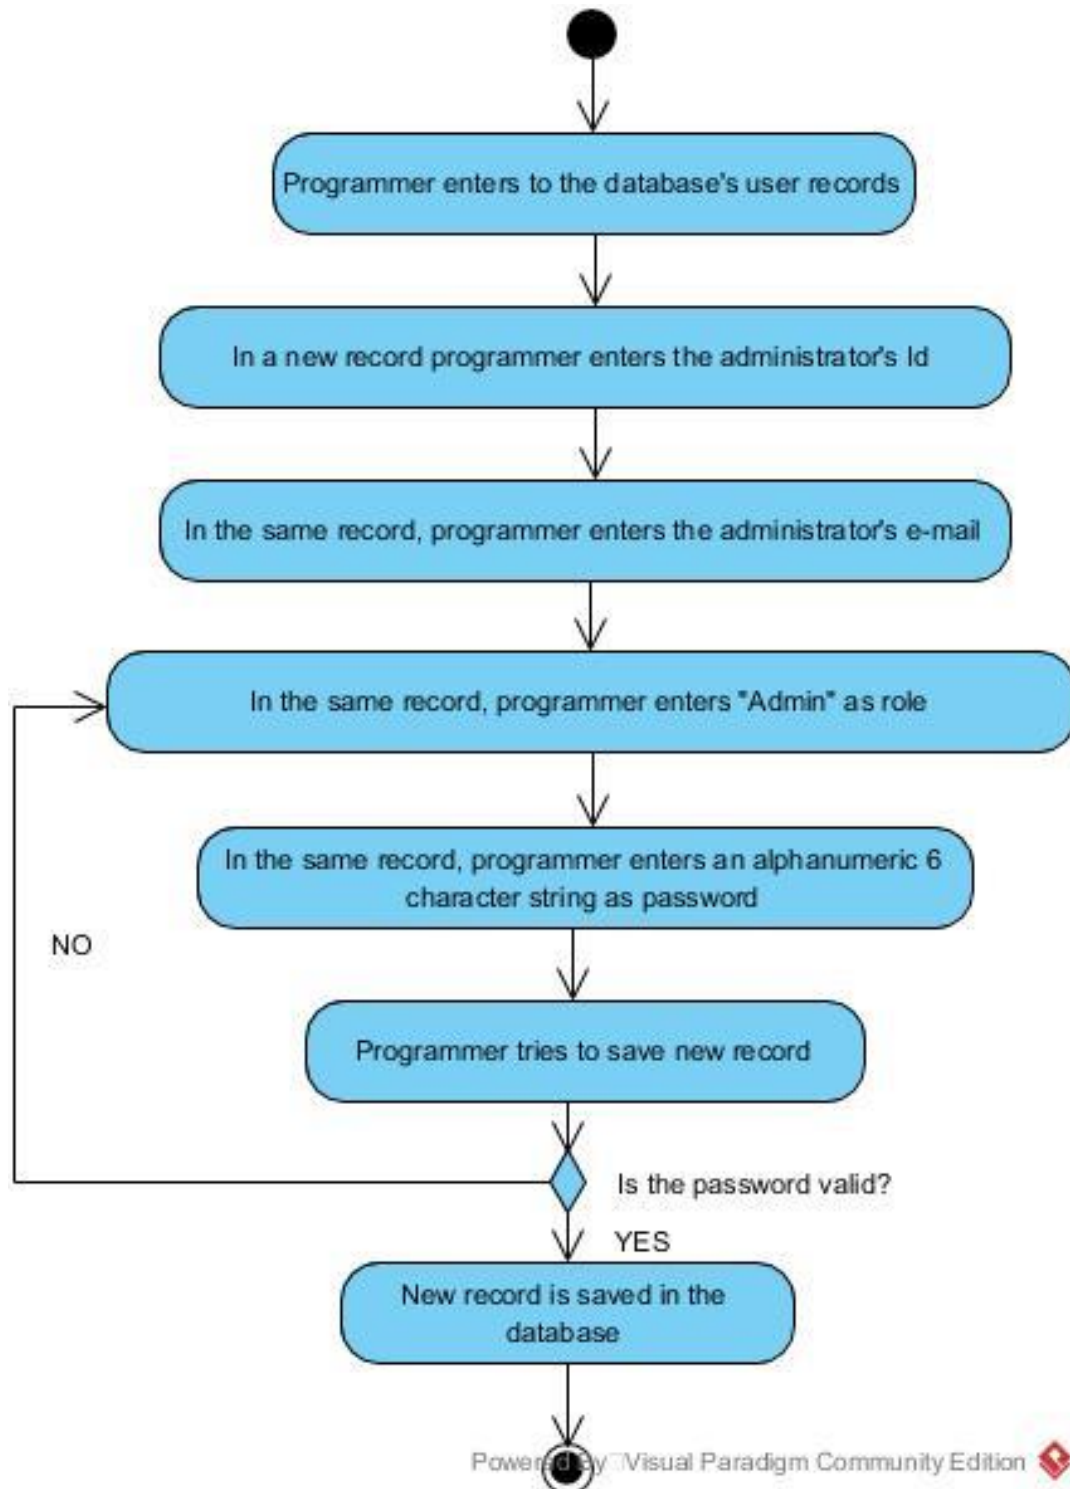 Programmer enters to the database's user records
In a new record programmer enters the administrator's Id
In the same record, programmer enters the administrator's e-mail
In the same record, programmer enters "Admin" as role
In the same record, programmer enters an alphanumeric 6
character string as password
NO
Programmer tries to save new record
Is the password valid?
YES
New record is saved in the
database
Powered By Visual Paradigm Community Edition